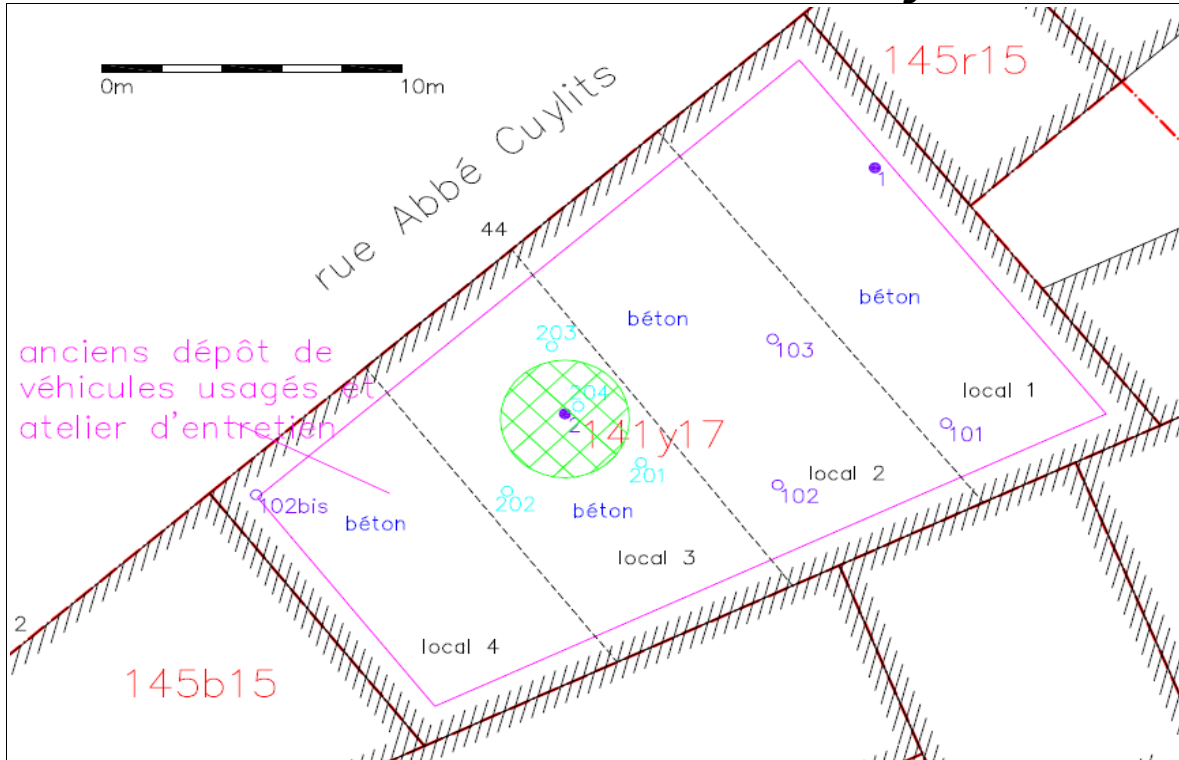 145r15
0m
10m
rue Abbé Cuylits
44
1
béton
béton
203
103
anciens dépôt de
véhicules usagés et
atelier d'entretien
local 1
204
2
141y17
101
201
local 2
102
202
102bis
béton
béton
local 3
2
local 4
145b15